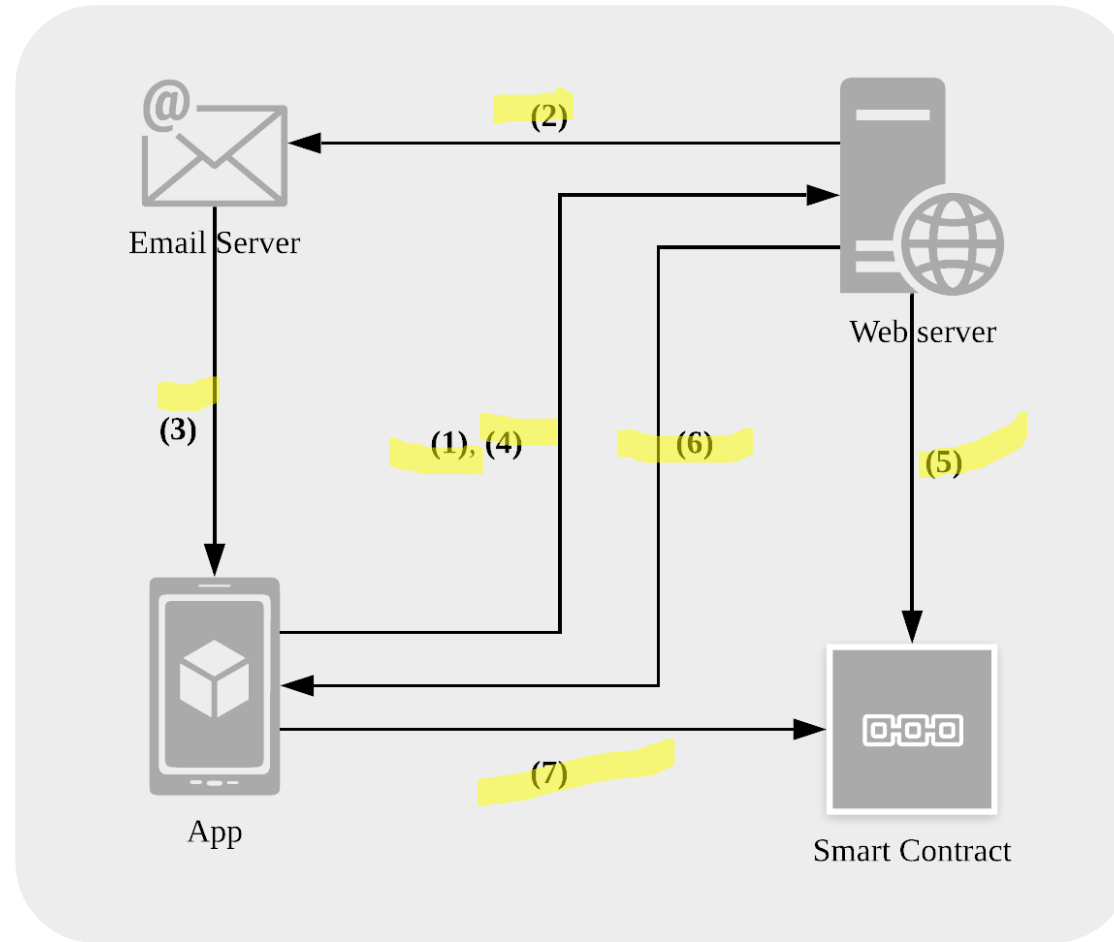 @
(2)
Email Server
Web server
(3)
(1), (4)
(6)
(5)
(7)
App
Smart Contract